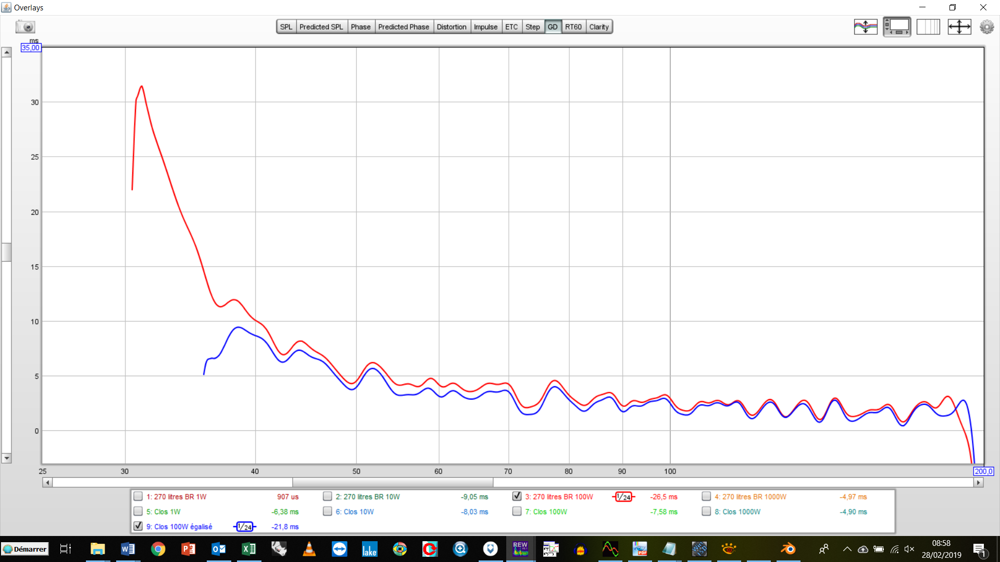 Overlays
SPL Predicted SPL Phase Predicted Phase Distortion Impulse ETC Step GD RT60 Clarity
ms
35,00
30
25
20
15
10
5
0
25 30 40 50 60 70 80 90 100 200,0
1: 270 litres BR 1W 907 us 2: 270 litres BR 10W -9,05 ms 3: 270 litres BR 100W 1/24 -26,5 ms 4: 270 litres BR 1000W -4,97 ms
5: Clos 1W -6,38 ms 6: Clos 10W -8,03 ms 7: Clos 100W -7,58 ms 8: Clos 1000W -4,90 ms
9: Clos 100W égalisé 1/24 -21,8 ms
Démarrer lake REW PDF 08:58
28/02/2019 1